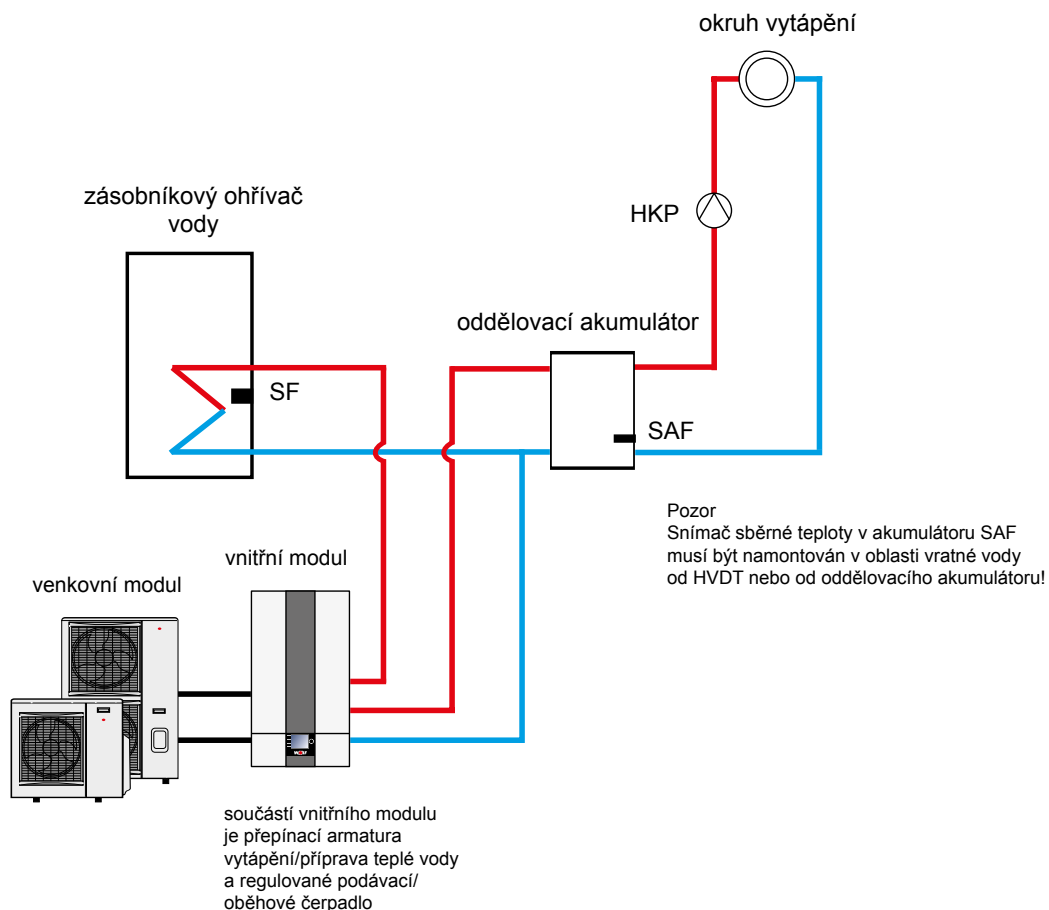 okruh vytápění
zásobníkový ohřívač
vody
HKP
oddělovací akumulátor
SF
SAF
Pozor
Snímač sběrné teploty v akumulátoru SAF
musí být namontován v oblasti vratné vody
od HVDT nebo od oddělovacího akumulátoru!
vnitřní modul
venkovní modul
WOLF
součástí vnitřního modulu
je přepínací armatura
vytápění/příprava teplé vody
a regulované podávací/
oběhové čerpadlo